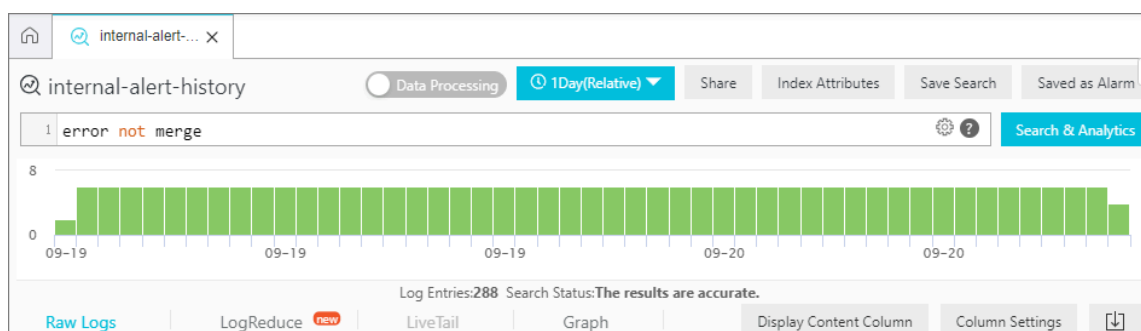 internal-alert-...
internal-alert-history
Data Processing
1Day(Relative)
Share
Index Attributes
Save Search
Saved as Alarm
1 error not merge
?
Search & Analytics
8
0
09-19 09-19 09-19 09-20 09-20
Log Entries:288 Search Status:The results are accurate.
Raw Logs
LogReduce new
LiveTail
Graph
Display Content Column
Column Settings